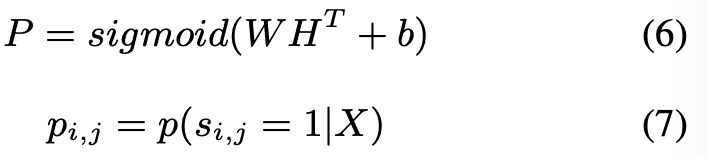 P = sigmoid(WH^T + b) (6)
p_{i,j} = p(s_{i,j} = 1|X) (7)